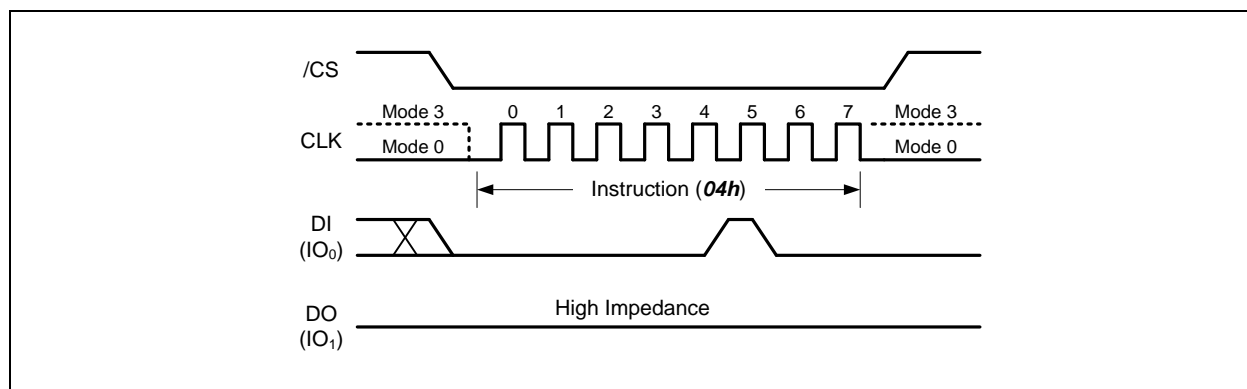 /CS
Mode 3 0 1 2 3 4 5 6 7 Mode 3
CLK
Mode 0 Mode 0
Instruction (04h)
DI
(IO₀)
High Impedance
DO
(IO₁)